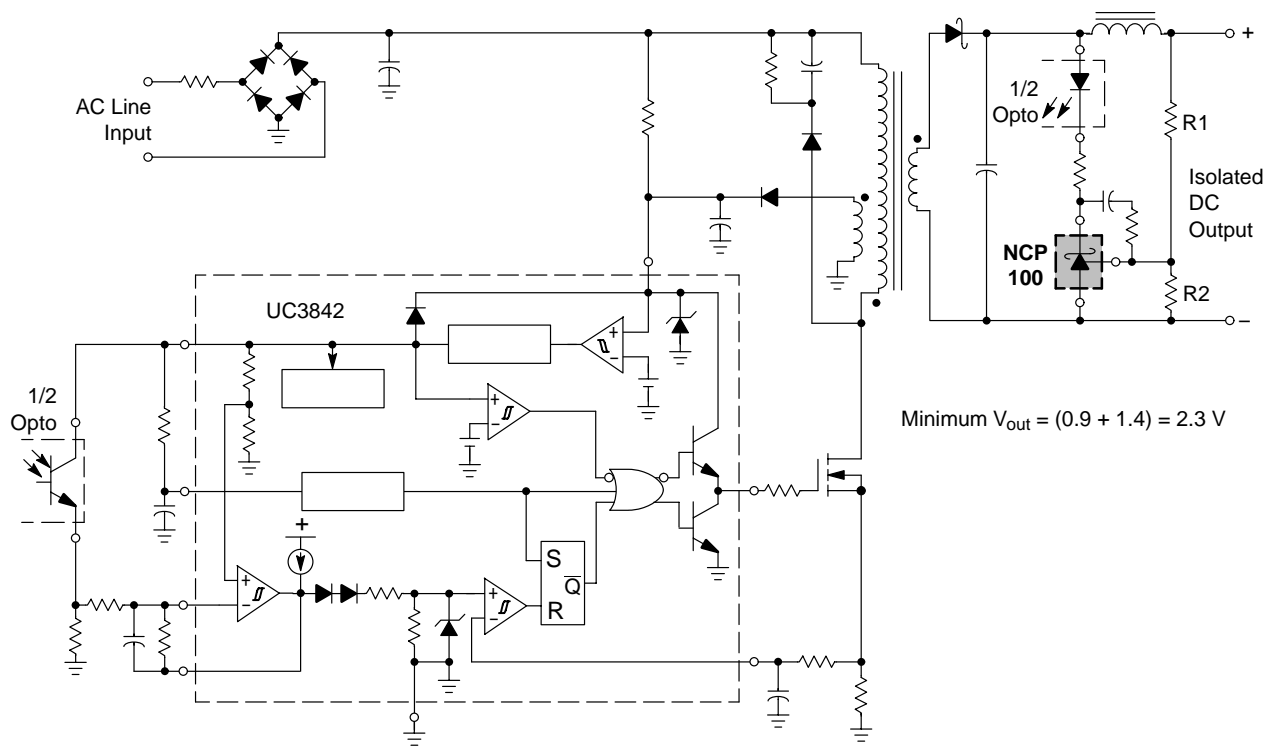 AC Line
Input
1/2
Opto
R1
Isolated
DC
Output
NCP
100
R2
+
−
UC3842
+
−
+
−
1/2
Opto
Minimum Vout = (0.9 + 1.4) = 2.3 V
+
S
Q
R
+
−
+
−